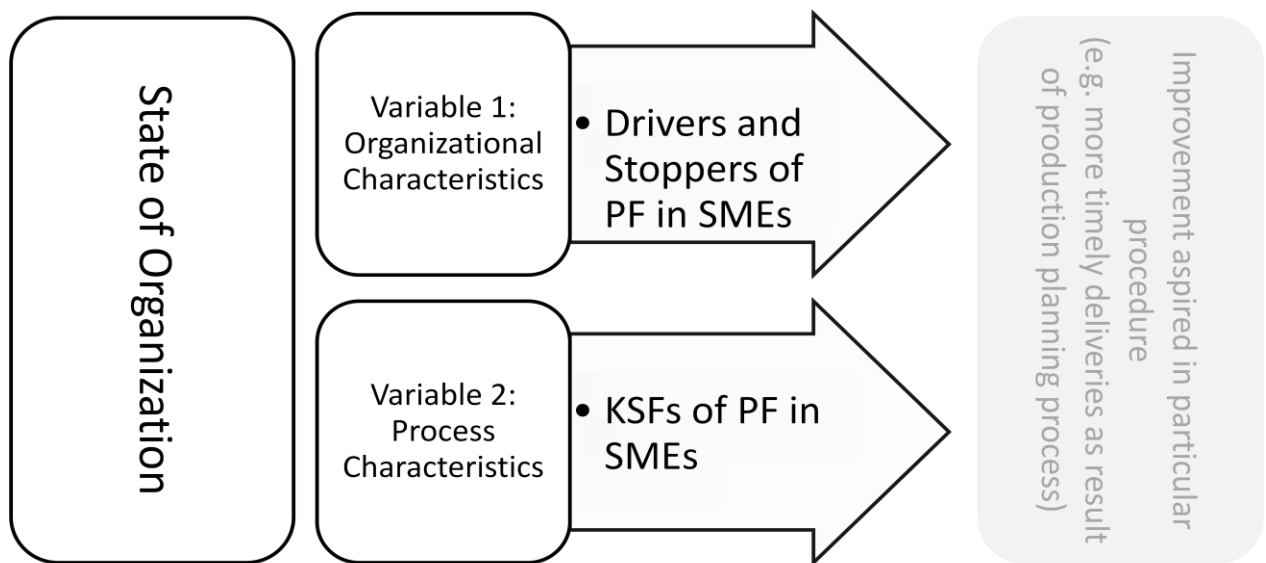 State of Organization
Variable 1:
Organizational
Characteristics
• Drivers and
Stoppers of
PF in SMEs
Variable 2:
Process
Characteristics
• KSFs of PF in
SMEs
Improvement aspired in particular
procedure
(e.g. more timely deliveries as result
of production planning process)